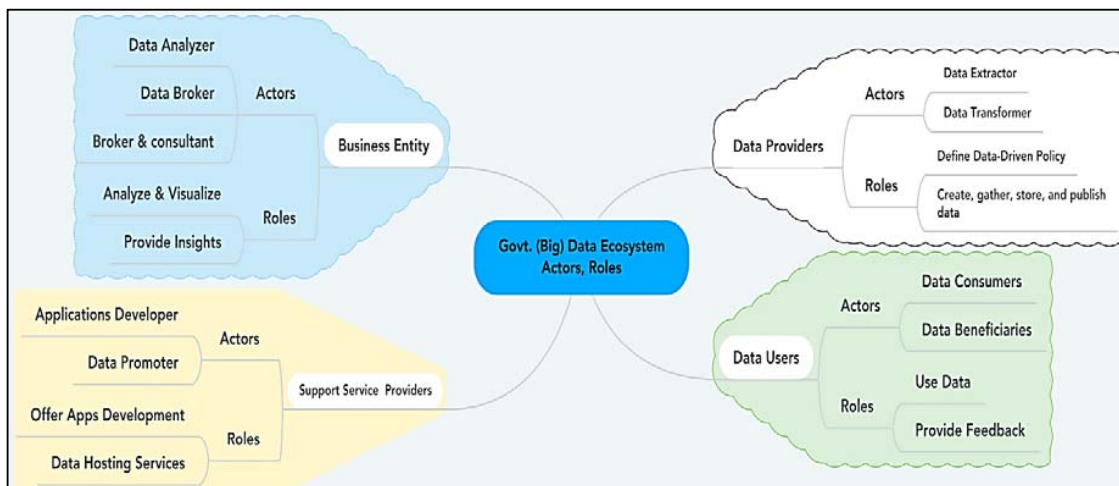 Data Analyzer
Data Broker
Broker & consultant
Actors
Business Entity
Analyze & Visualize
Provide Insights
Roles
Data Providers
Actors
Data Extractor
Data Transformer
Roles
Define Data-Driven Policy
Create, gather, store, and publish
data
Govt. (Big) Data Ecosystem
Actors, Roles
Applications Developer
Data Promoter
Actors
Support Service Providers
Offer Apps Development
Data Hosting Services
Roles
Data Users
Actors
Data Consumers
Data Beneficiaries
Roles
Use Data
Provide Feedback